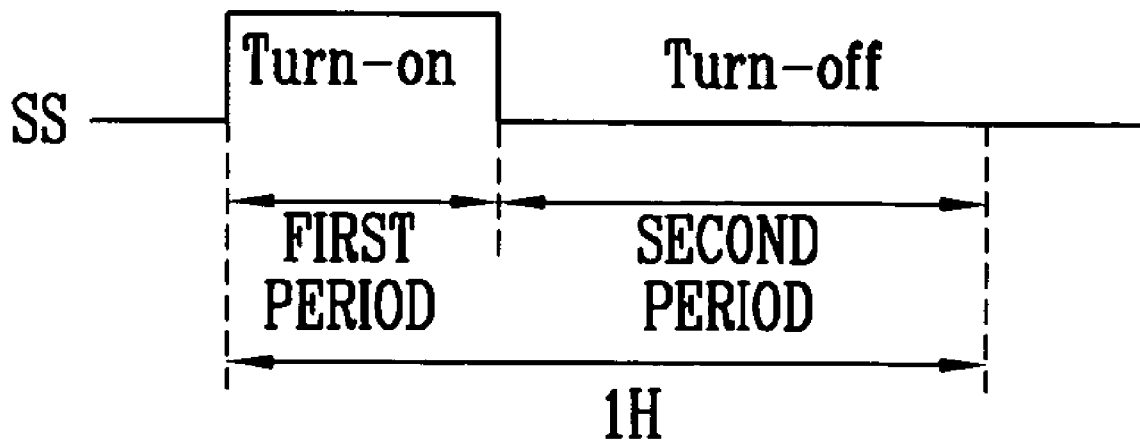 Turn-on Turn-off
SS
FIRST SECOND
PERIOD PERIOD
1H